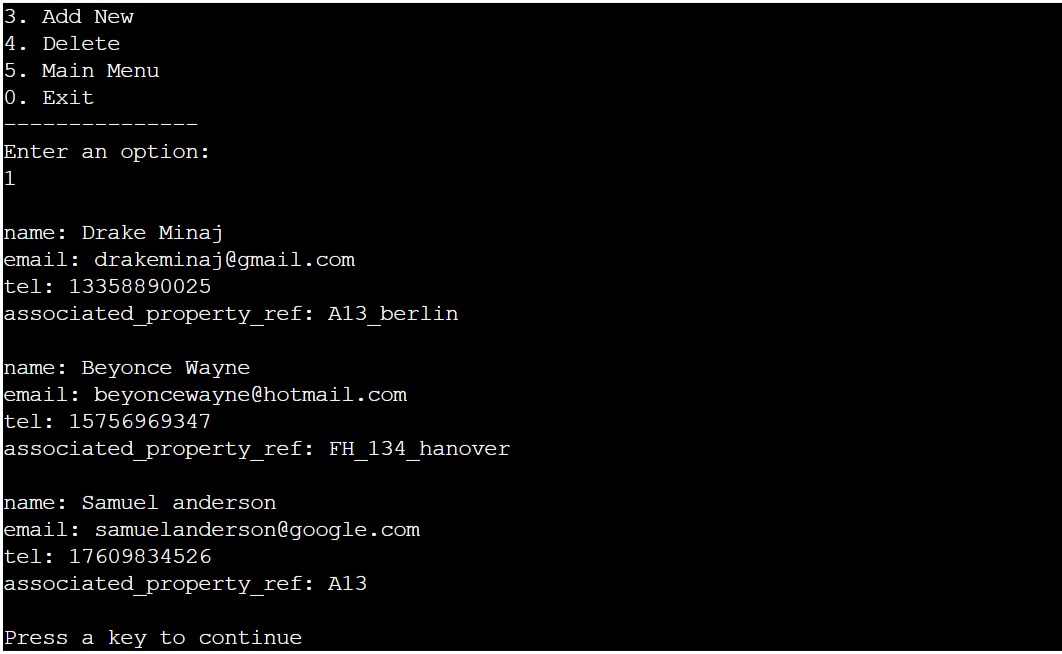 3. Add New
4. Delete
5. Main Menu
0. Exit
---------------
Enter an option:
1
name: Drake Minaj
email: drakeminaj@gmail.com
tel: 13358890025
associated_property_ref: A13_berlin
name: Beyonce Wayne
email: beyoncewayne@hotmail.com
tel: 15756969347
associated_property_ref: FH_134_hanover
name: Samuel anderson
email: samuelanderson@google.com
tel: 17609834526
associated_property_ref: A13
Press a key to continue